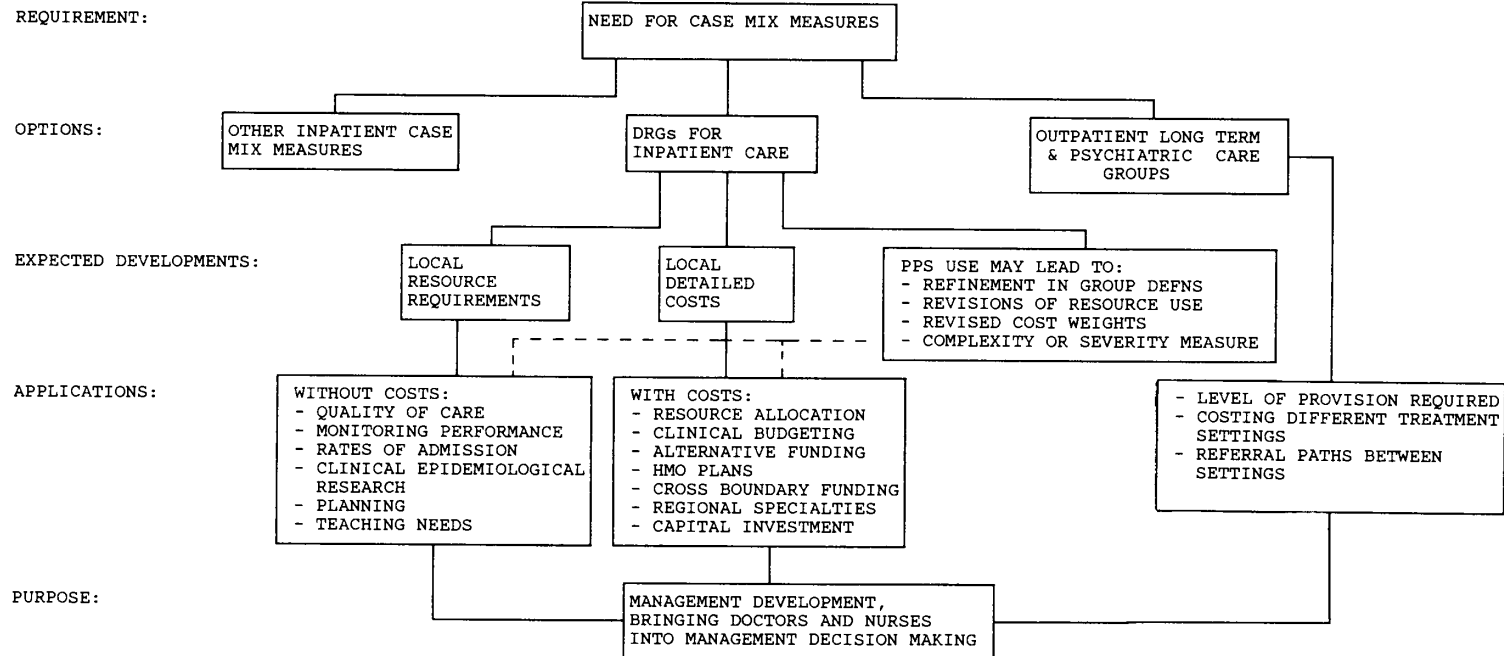 REQUIREMENT:
NEED FOR CASE MIX MEASURES
OPTIONS:
OTHER INPATIENT CASE
MIX MEASURES
DRGs FOR
INPATIENT CARE
OUTPATIENT LONG TERM
& PSYCHIATRIC CARE
GROUPS
EXPECTED DEVELOPMENTS:
LOCAL
RESOURCE
REQUIREMENTS
LOCAL
DETAILED
COSTS
PPS USE MAY LEAD TO:
- REFINEMENT IN GROUP DEFNS
- REVISIONS OF RESOURCE USE
- REVISED COST WEIGHTS
- COMPLEXITY OR SEVERITY MEASURE
APPLICATIONS:
WITHOUT COSTS:
- QUALITY OF CARE
- MONITORING PERFORMANCE
- RATES OF ADMISSION
- CLINICAL EPIDEMIOLOGICAL
RESEARCH
- PLANNING
- TEACHING NEEDS
WITH COSTS:
- RESOURCE ALLOCATION
- CLINICAL BUDGETING
- ALTERNATIVE FUNDING
- HMO PLANS
- CROSS BOUNDARY FUNDING
- REGIONAL SPECIALTIES
- CAPITAL INVESTMENT
- LEVEL OF PROVISION REQUIRED
- COSTING DIFFERENT TREATMENT
SETTINGS
- REFERRAL PATHS BETWEEN
SETTINGS
PURPOSE:
MANAGEMENT DEVELOPMENT,
BRINGING DOCTORS AND NURSES
INTO MANAGEMENT DECISION MAKING